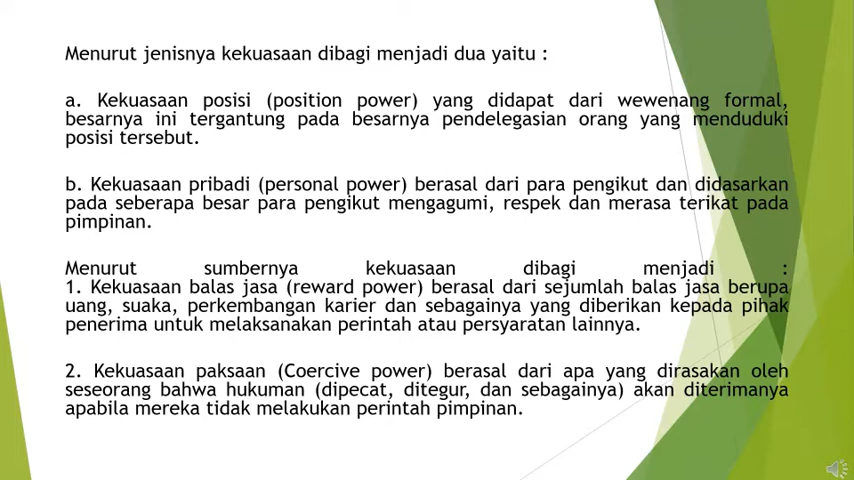 Menurut jenisnya kekuasaan dibagi menjadi dua yaitu :
a. Kekuasaan posisi (position power) yang didapat dari wewenang formal,
besarnya ini tergantung pada besarnya pendelegasian orang yang menduduki
posisi tersebut.
b. Kekuasaan pribadi (personal power) berasal dari para pengikut dan didasarkan
pada seberapa besar para pengikut mengagumi, respek dan merasa terikat pada
pimpinan.
Menurut sumbernya kekuasaan dibagi menjadi :
1. Kekuasaan balas jasa (reward power) berasal dari sejumlah balas jasa berupa
uang, suaka, perkembangan karier dan sebagainya yang diberikan kepada pihak
penerima untuk melaksanakan perintah atau persyaratan lainnya.
2. Kekuasaan paksaan (Coercive power) berasal dari apa yang dirasakan oleh
seseorang bahwa hukuman (dipecat, ditegur, dan sebagainya) akan diterimanya
apabila mereka tidak melakukan perintah pimpinan.